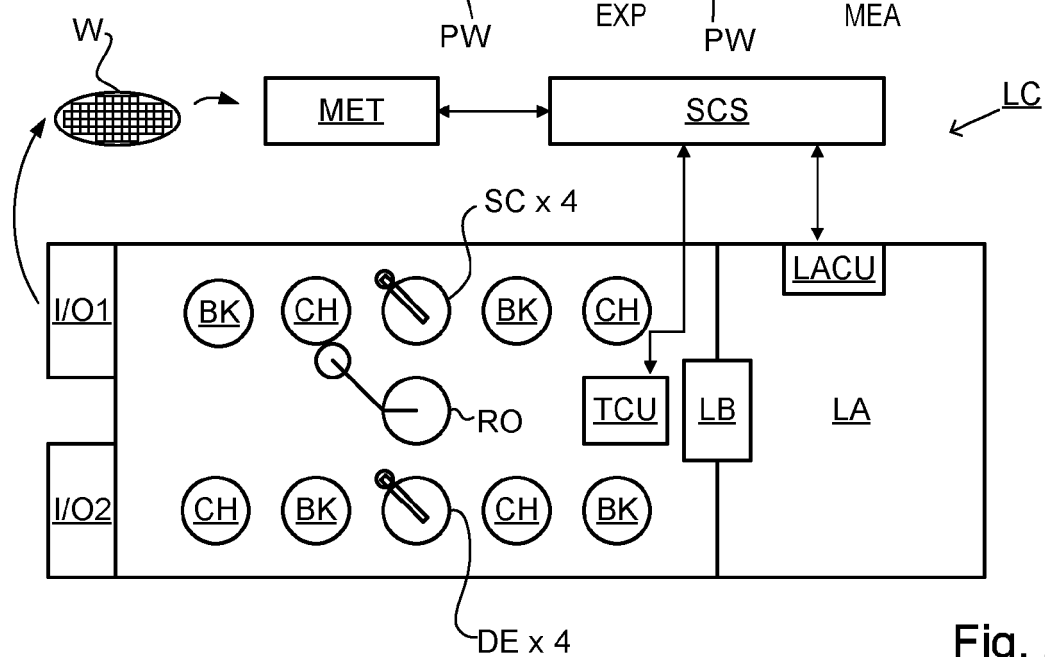 EXP
MEA
PW
PW
W
MET
SCS
LC
SC x 4
I/O1
BK
CH
BK
CH
LACU
RO
TCU
LB
LA
I/O2
CH
BK
CH
BK
DE x 4
Fig.